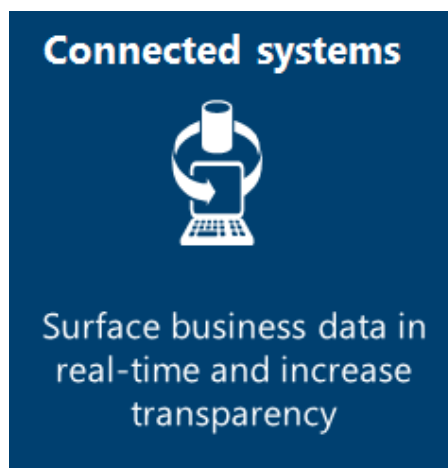 Connected systems
Surface business data in
real-time and increase
transparency